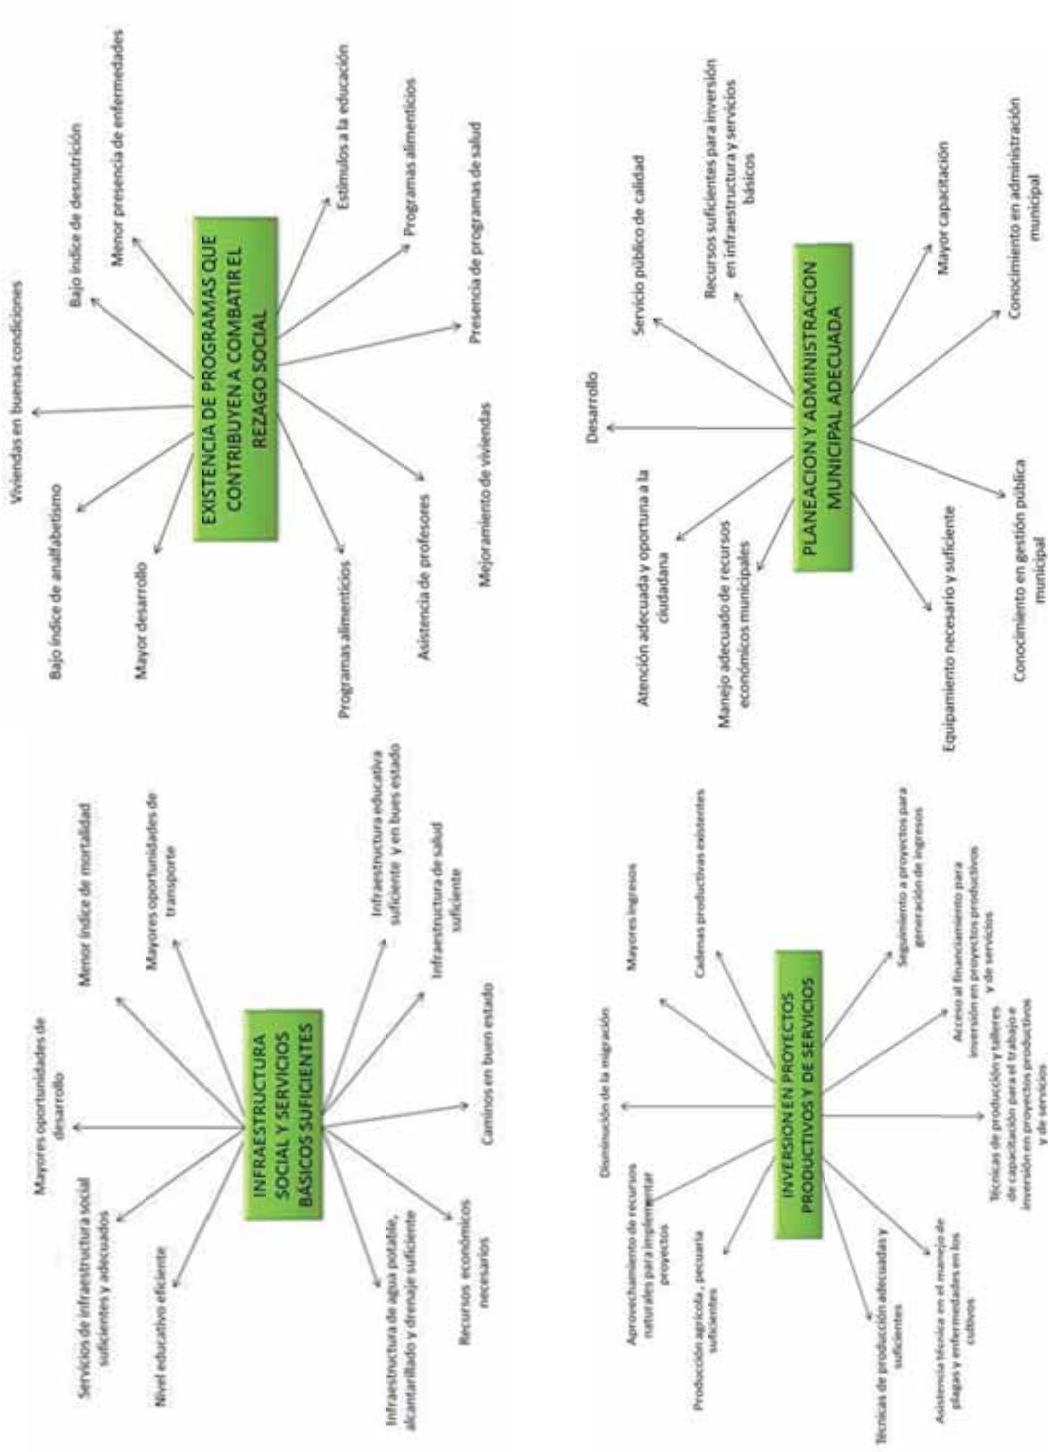 Mayores oportunidades de
desarrollo
Servicios de infraestructura social
suficientes y adecuados
Menor índice de mortalidad
Nivel educativo eficiente
Mayores oportunidades de
transporte
INFRAESTRUCTURA
SOCIAL Y SERVICIOS
BÁSICOS SUFICIENTES
Infraestructura de agua potable,
alcantarillado y drenaje suficiente
Infraestructura educativa
suficiente y en bues estado
Recursos económicos
necesarios
Infraestructura de salud
suficiente
Caminos en buen estado
Viviendas en buenas condiciones
Bajo índice de analfabetismo
Bajo índice de desnutrición
Mayor desarrollo
Menor presencia de enfermedades
EXISTENCIA DE PROGRAMAS QUE
CONTRIBUYEN A COMBATIR EL
REZAGO SOCIAL
Programas alimenticios
Estímulos a la educación
Asistencia de profesores
Programas alimenticios
Mejoramiento de viviendas
Presencia de programas de salud
Disminución de la migración
Aprovechamiento de recursos
naturales para implementar
proyectos
Mayores ingresos
Producción agrícola, pecuaria
suficientes
Cadenas productivas existentes
INVERSION EN PROYECTOS
PRODUCTIVOS Y DE SERVICIOS
Técnicas de producción adecuadas y
suficientes
Seguimiento a proyectos para
generación de ingresos
Asistencia técnica en el manejo de
plagas y enfermedades en los
cultivos
Acceso al financiamiento para
inversión en proyectos productivos
y de servicios
Técnicas de producción y talleres
de capacitación para el trabajo e
inversión en proyectos productivos
y de servicios
Desarrollo
Atención adecuada y oportuna a la
ciudadana
Servicio público de calidad
Manejo adecuado de recursos
económicos municipales
Recursos suficientes para inversión
en infraestructura y servicios
básicos
PLANEACION Y ADMINISTRACION
MUNICIPAL ADECUADA
Equipamiento necesario y suficiente
Mayor capacitación
Conocimiento en gestión pública
municipal
Conocimiento en administración
municipal